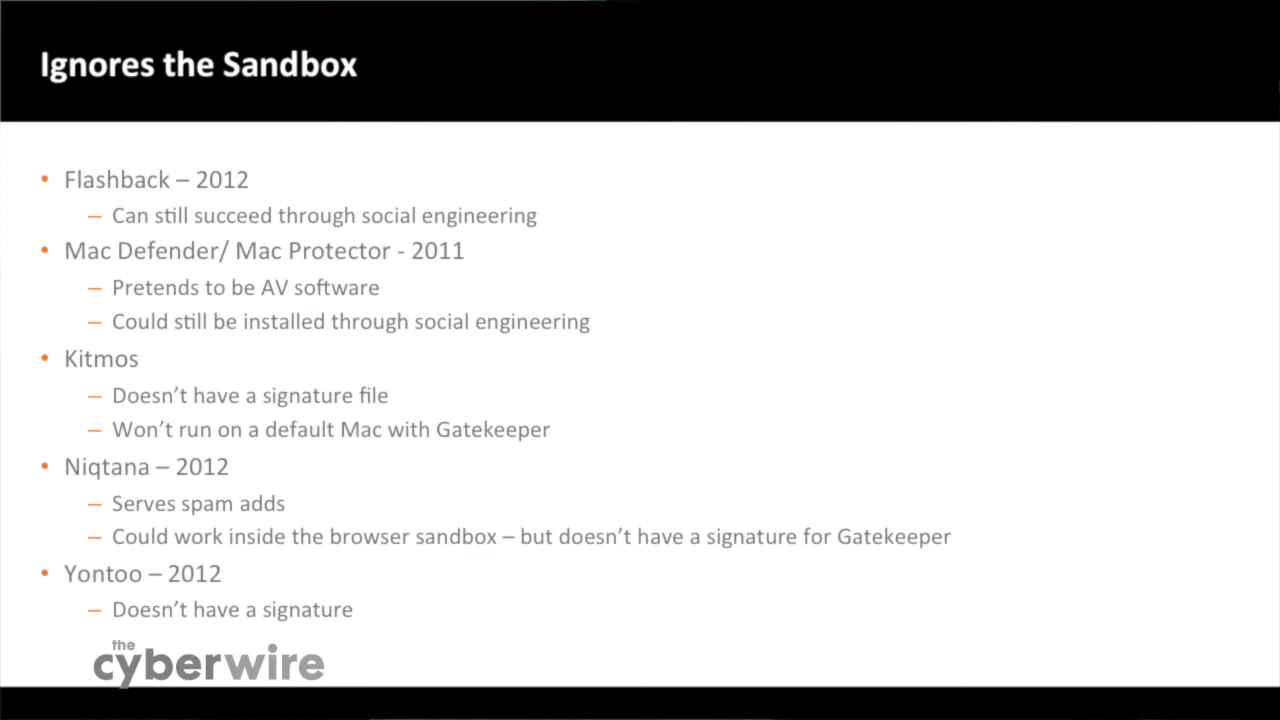 Ignores the Sandbox
• Flashback – 2012
– Can still succeed through social engineering
• Mac Defender/ Mac Protector - 2011
– Pretends to be AV software
– Could still be installed through social engineering
• Kitmos
– Doesn’t have a signature file
– Won’t run on a default Mac with Gatekeeper
• Niqtana – 2012
– Serves spam adds
– Could work inside the browser sandbox – but doesn’t have a signature for Gatekeeper
• Yontoo – 2012
– Doesn’t have a signature
the
cyberwire